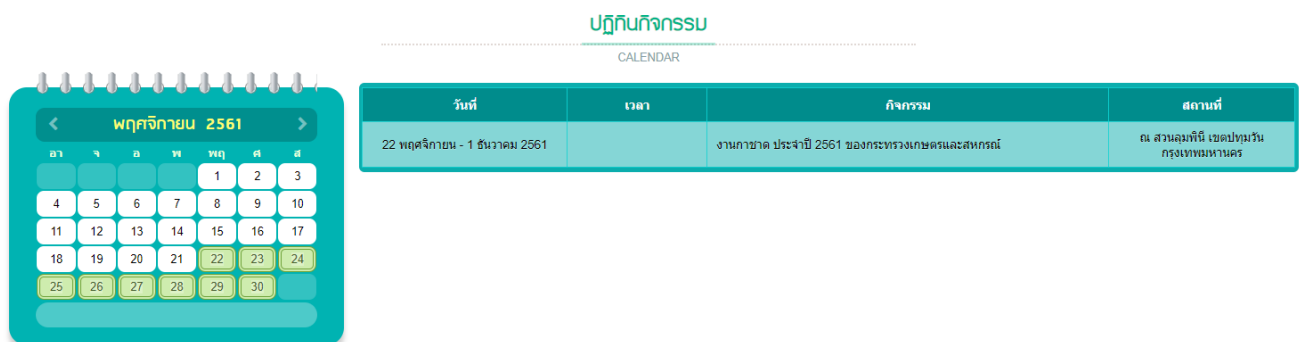 ปฏิทินกิจกรรม
CALENDAR
พฤศจิกายน 2561
อา จ อ พ พฤ ศ ส
1 2 3
4 5 6 7 8 9 10
11 12 13 14 15 16 17
18 19 20 21 22 23 24
25 26 27 28 29 30
วันที่ เวลา กิจกรรม สถานที่
22 พฤศจิกายน - 1 ธันวาคม 2561 งานกาชาด ประจำปี 2561 ของกระทรวงเกษตรและสหกรณ์ ณ สวนลุมพินี เขตปทุมวัน
กรุงเทพมหานคร